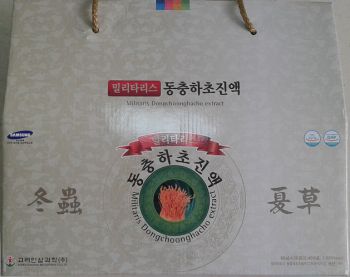 밀리타리스 동충하초진액
Militaris Dongchoonghacho extract
SAMSUNG
밀리타리스
동충하초진액
Militaris Dongchoonghacho extract
冬蟲 夏草
고려인삼과학(주)